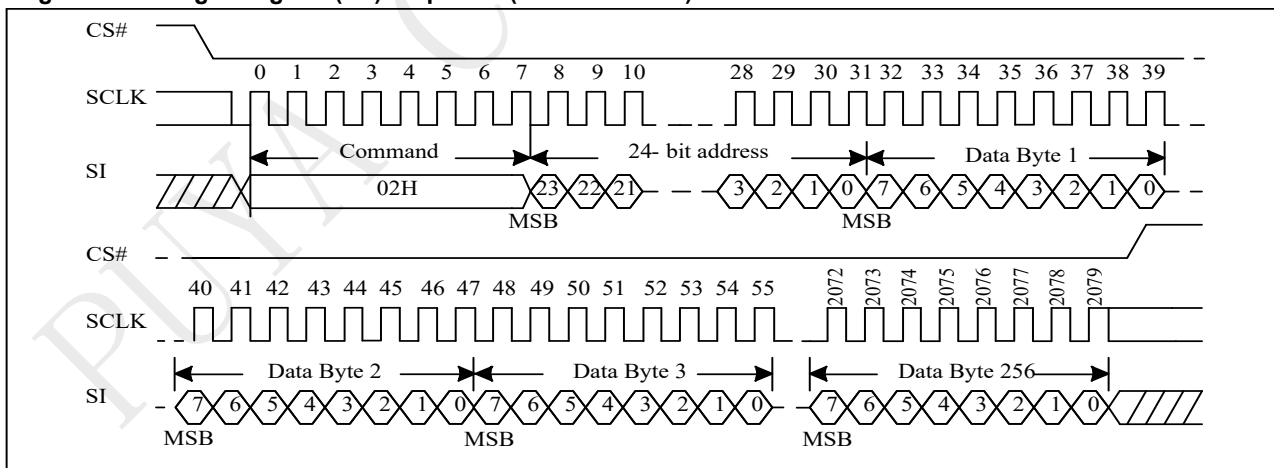 CS#
0 1 2 3 4 5 6 7 8 9 10 28 29 30 31 32 33 34 35 36 37 38 39
SCLK
Command 24- bit address Data Byte 1
SI
02H 23 22 21 3 2 1 0 7 6 5 4 3 2 1 0
MSB MSB
CS#
40 41 42 43 44 45 46 47 48 49 50 51 52 53 54 55 2072 2073 2074 2075 2076 2077 2078 2079
SCLK
Data Byte 2 Data Byte 3 Data Byte 256
SI
7 6 5 4 3 2 1 0 7 6 5 4 3 2 1 0 7 6 5 4 3 2 1 0
MSB MSB MSB
PUYA C